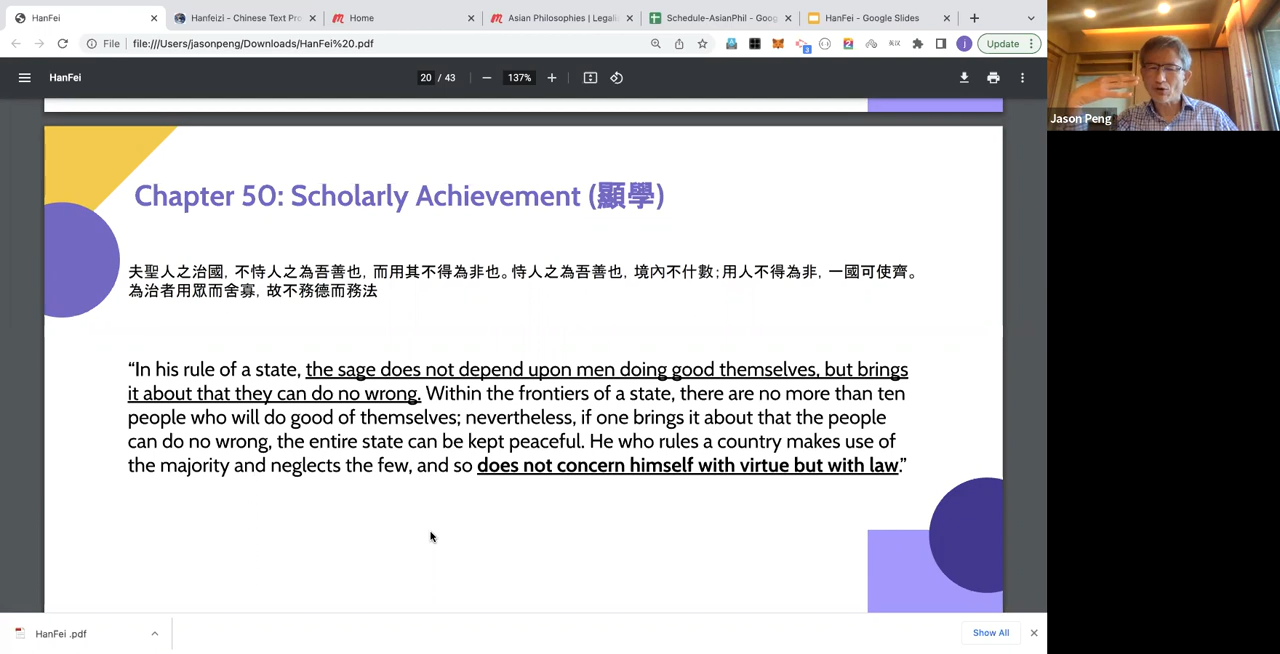 HanFei
Hanfeizi - Chinese Text Pro
Home
Asian Philosophies | Legali
Schedule-AsianPhil - Goog
HanFei - Google Slides
File
file:///Users/jasonpeng/Downloads/HanFei%20.pdf
Update
HanFei
20 / 43
137%
Jason Peng
Chapter 50: Scholarly Achievement (顯學)
夫聖人之治國，不恃人之為吾善也，而用其不得為非也。恃人之為吾善也，境內不什數；用人不得為非，一國可使齊。
為治者用眾而舍寡，故不務德而務法
“In his rule of a state, the sage does not depend upon men doing good themselves, but brings
it about that they can do no wrong. Within the frontiers of a state, there are no more than ten
people who will do good of themselves; nevertheless, if one brings it about that the people
can do no wrong, the entire state can be kept peaceful. He who rules a country makes use of
the majority and neglects the few, and so does not concern himself with virtue but with law.”
HanFei .pdf
Show All